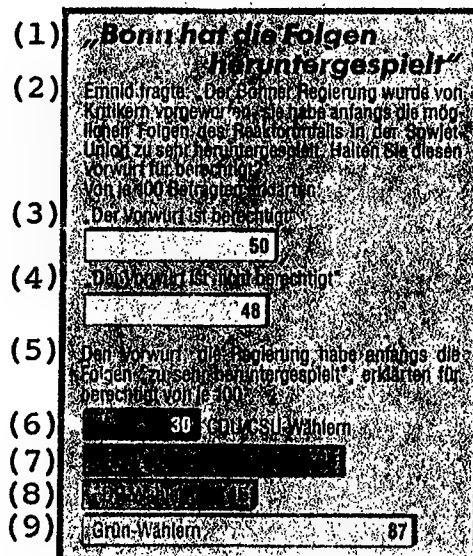 (1) „Bonn hat die Folgen
heruntergespielt"
(2) Emnid fragte: „Der Bonner Regierung wurde von
Kritikern vorgeworfen, sie habe anfangs die mög-
lichen Folgen des Reaktorunfalls in der Sowjet-
Union zu sehr heruntergespielt. Halten Sie diesen
Vorwurf für berechtigt?"
Von je 100 Befragten erklärten
(3) „Der Vorwurf ist berechtigt"
50
(4) „Der Vorwurf ist nicht berechtigt"
48
(5) Den Vorwurf, die Regierung habe anfangs die
Folgen „zu sehr heruntergespielt", erklärten für
berechtigt von je 100
(6) 30 CDU/CSU-Wählern
(7)
(8)
(9) Grün-Wählern 87